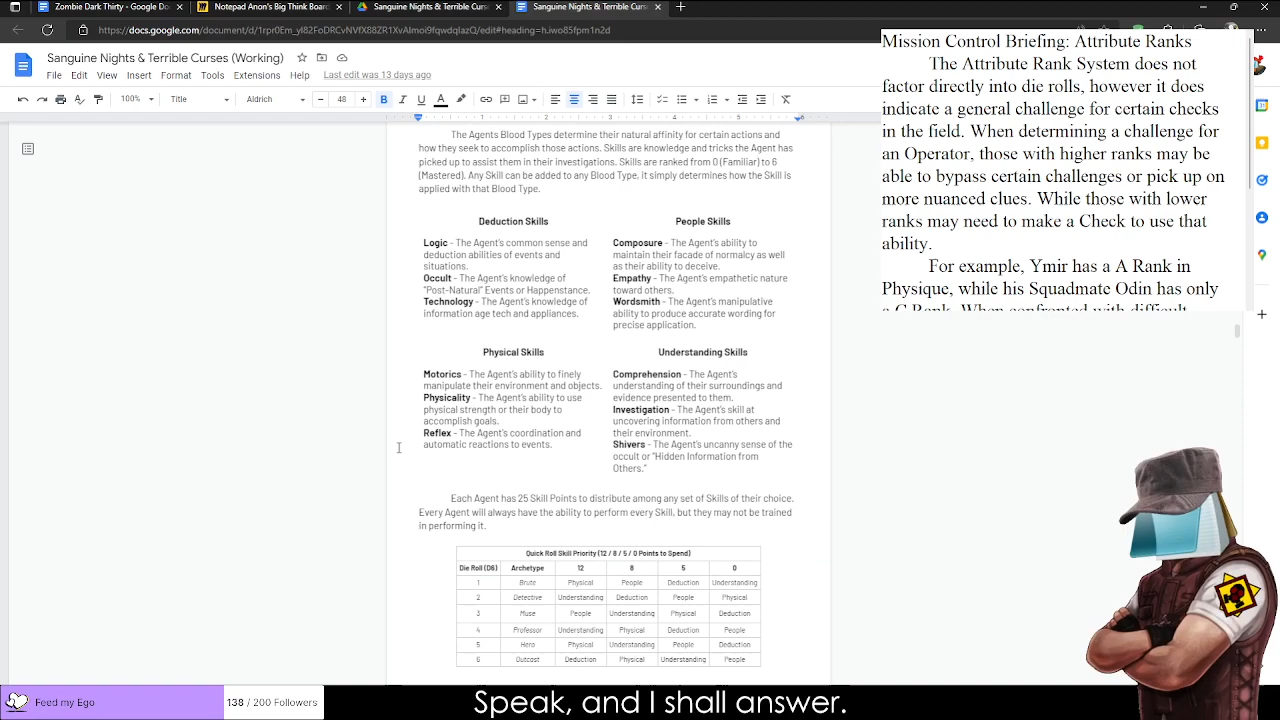 Zombie Do
Notepad Anon's Big Think Board
Sanguine Nights & Terrible Curses
Sanguine Nights & Terrible Curs
https://docs.google.com/document/d/1rpr0Em_yl82FoDRCvNVfX88ZR1XvAlmoi9fqwdqlazQ/edit#heading=h.iwo85fpm1n2d
Sanguine Nights & Terrible Curses (Working)
File Edit View Insert Format Tools Extensions Help Last edit was 13 days ago
100% Title Aldrich 48
1 2 3 4 5 6
The Agents Blood Types determine their natural affinity for certain actions and
how they seek to accomplish those actions. Skills are knowledge and tricks the Agent has
picked up to assist them in their investigations. Skills are ranked from 0 (Familiar) to 6
(Mastered). Any Skill can be added to any Blood Type, it simply determines how the Skill is
applied with that Blood Type.
Deduction Skills
Logic - The Agent's common sense and
deduction abilities of events and
situations.
Occult - The Agent's knowledge of
"Post-Natural" Events or Happenstance.
Technology - The Agent's knowledge of
information age tech and appliances.
People Skills
Composure - The Agent's ability to
maintain their facade of normalcy as well
as their ability to deceive.
Empathy - The Agent's empathetic nature
toward others.
Wordsmith - The Agent's manipulative
ability to produce accurate wording for
precise application.
Physical Skills
Motorics - The Agent's ability to finely
manipulate their environment and objects.
Physicality - The Agent's ability to use
physical strength or their body to
accomplish goals.
Reflex - The Agent's coordination and
automatic reactions to events.
Understanding Skills
Comprehension - The Agent's
understanding of their surroundings and
evidence presented to them.
Investigation - The Agent's skill at
uncovering information from others and
their environment.
Shivers - The Agent's uncanny sense of the
occult or "Hidden Information from
Others."
Each Agent has 25 Skill Points to distribute among any set of Skills of their choice.
Every Agent will always have the ability to perform every Skill, but they may not be trained
in performing it.
Quick Roll Skill Priority (12 / 8 / 5 / 0 Points to Spend)
Die Roll (D6) Archetype 12 8 5 0
1 Brute Physical People Deduction Understanding
2 Detective Understanding Deduction People Physical
3 Muse People Understanding Physical Deduction
4 Professor Understanding Physical Deduction People
5 Hero Physical Understanding People Deduction
6 Outcast Deduction Physical Understanding People
Mission Control Briefing: Attribute Ranks
The Attribute Rank System does not
factor directly into die rolls, however it does
indicate a general challenge for certain checks
in the field. When determining a challenge for
an Operator, those with higher ranks may be
able to bypass certain challenges or pick up on
more nuanced clues. While those with lower
ranks may need to make a Check to use that
ability.
For example, Ymir has A Rank in
Physique, while his Squadmate Odin has only
a C Rank. When confronted with difficult
Feed my Ego
138 / 200 Followers
Speak, and I shall answer.